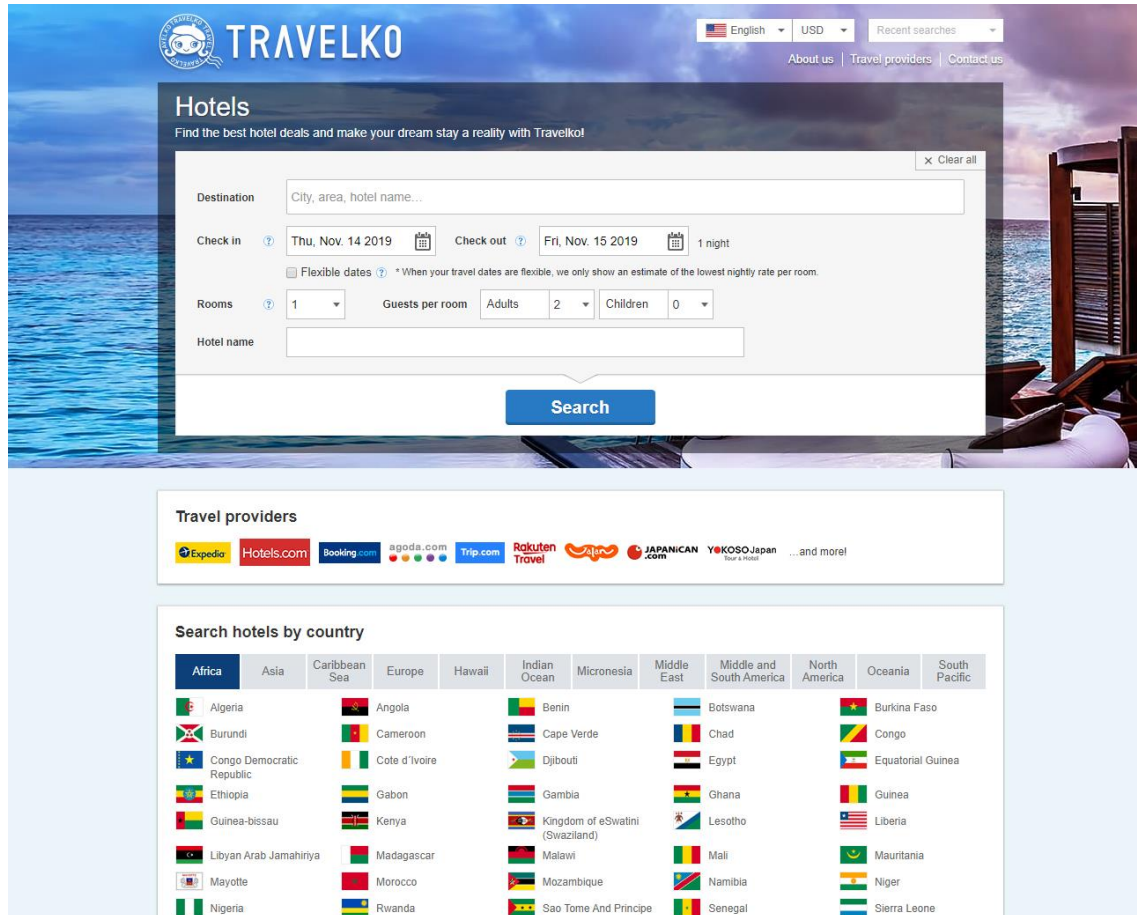 TRAVELKO
English
USD
Recent searches
About us | Travel providers | Contact us
Hotels
Find the best hotel deals and make your dream stay a reality with Travelko!
× Clear all
Destination
City, area, hotel name...
Check in ? Thu, Nov. 14 2019 Check out ? Fri, Nov. 15 2019 1 night
Flexible dates ? * When your travel dates are flexible, we only show an estimate of the lowest nightly rate per room.
Rooms ? 1 Guests per room Adults 2 Children 0
Hotel name
Search
Travel providers
Expedia Hotels.com Booking.com agoda.com Trip.com Rakuten Travel Jalan JAPANiCAN.com YOKOSO Japan Tour & Hotel ...and more!
Search hotels by country
Africa Asia Caribbean Sea Europe Hawaii Indian Ocean Micronesia Middle East Middle and South America North America Oceania South Pacific
Algeria Angola Benin Botswana Burkina Faso
Burundi Cameroon Cape Verde Chad Congo
Congo Democratic Republic Cote d´Ivoire Djibouti Egypt Equatorial Guinea
Ethiopia Gabon Gambia Ghana Guinea
Guinea-bissau Kenya Kingdom of eSwatini (Swaziland) Lesotho Liberia
Libyan Arab Jamahiriya Madagascar Malawi Mali Mauritania
Mayotte Morocco Mozambique Namibia Niger
Nigeria Rwanda Sao Tome And Principe Senegal Sierra Leone